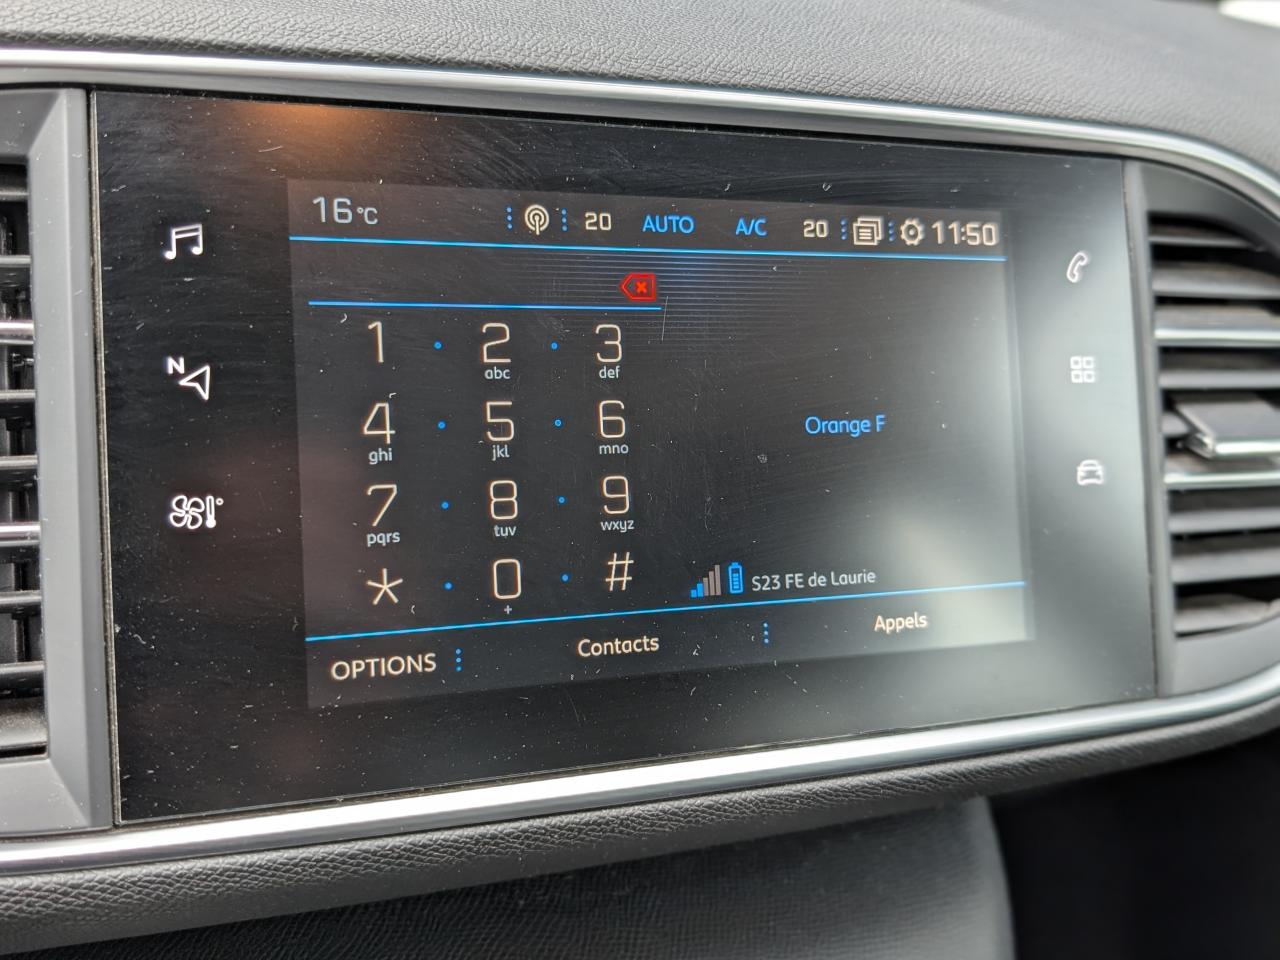 16°C 20 AUTO A/C 20 11:50
1 2 3
abc def
4 5 6
ghi jkl mno
7 8 9
pqrs tuv wxyz
* 0 #
+
N
Orange F
S23 FE de Laurie
OPTIONS Contacts Appels